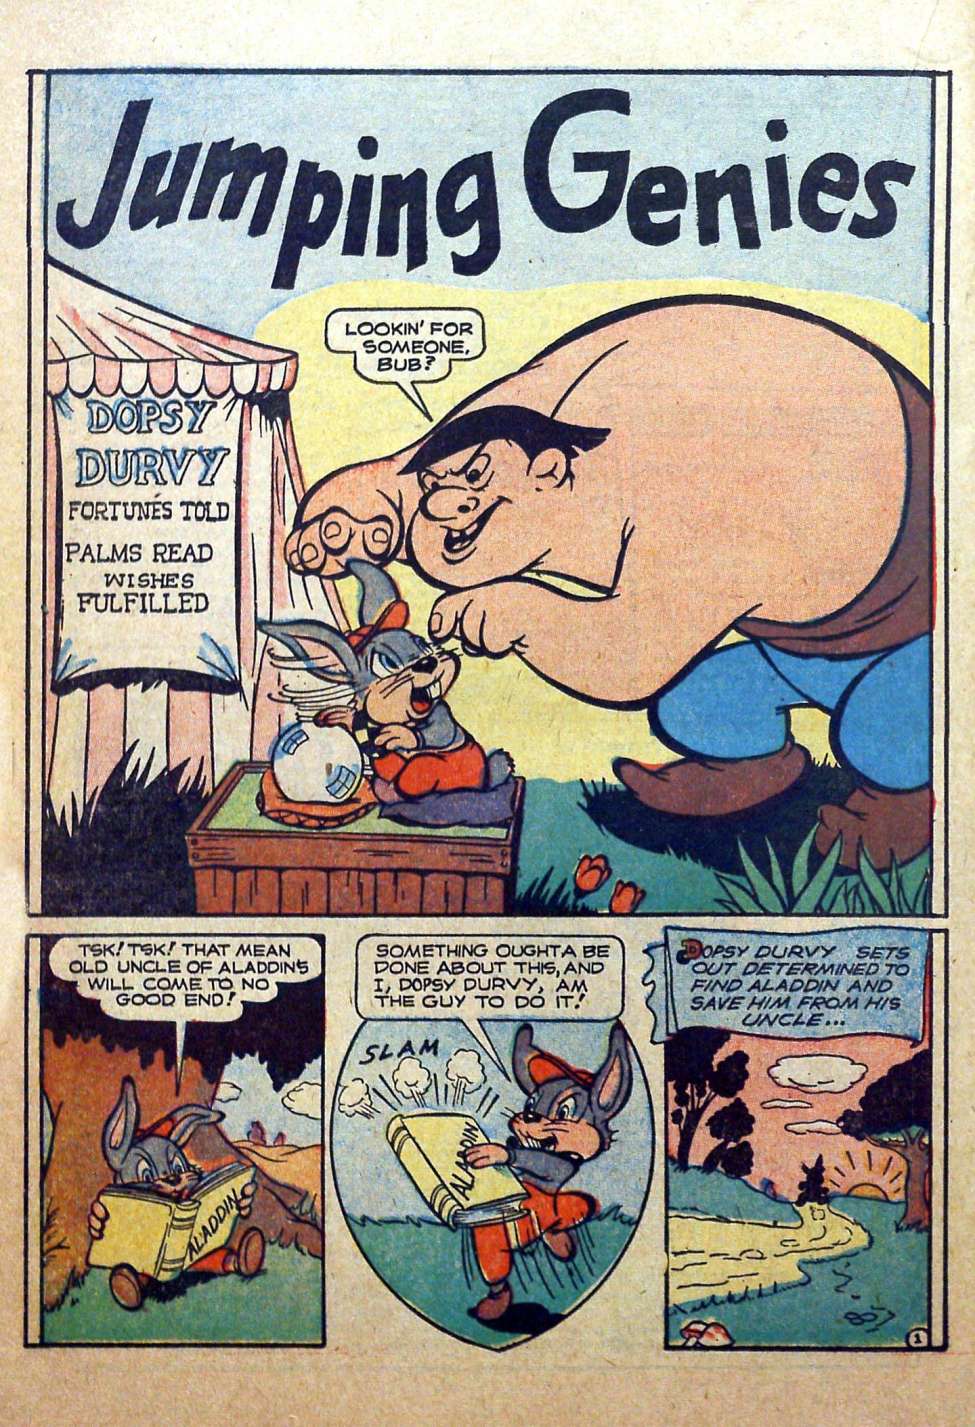 Jumping Genies
LOOKIN' FOR
SOMEONE,
BUB?
DOPSY
DURVY
FORTUNES TOLD
PALMS READ
WISHES
FULFILLED
TSK! TSK! THAT MEAN
OLD UNCLE OF ALADDIN'S
WILL COME TO NO
GOOD END!
ALADDIN
SOMETHING OUGHTA BE
DONE ABOUT THIS, AND
I, DOPSY DURVY, AM
THE GUY TO DO IT!
SLAM
ALADDIN
DOPSY DURVY SETS
OUT DETERMINED TO
FIND ALADDIN AND
SAVE HIM FROM HIS
UNCLE...
1